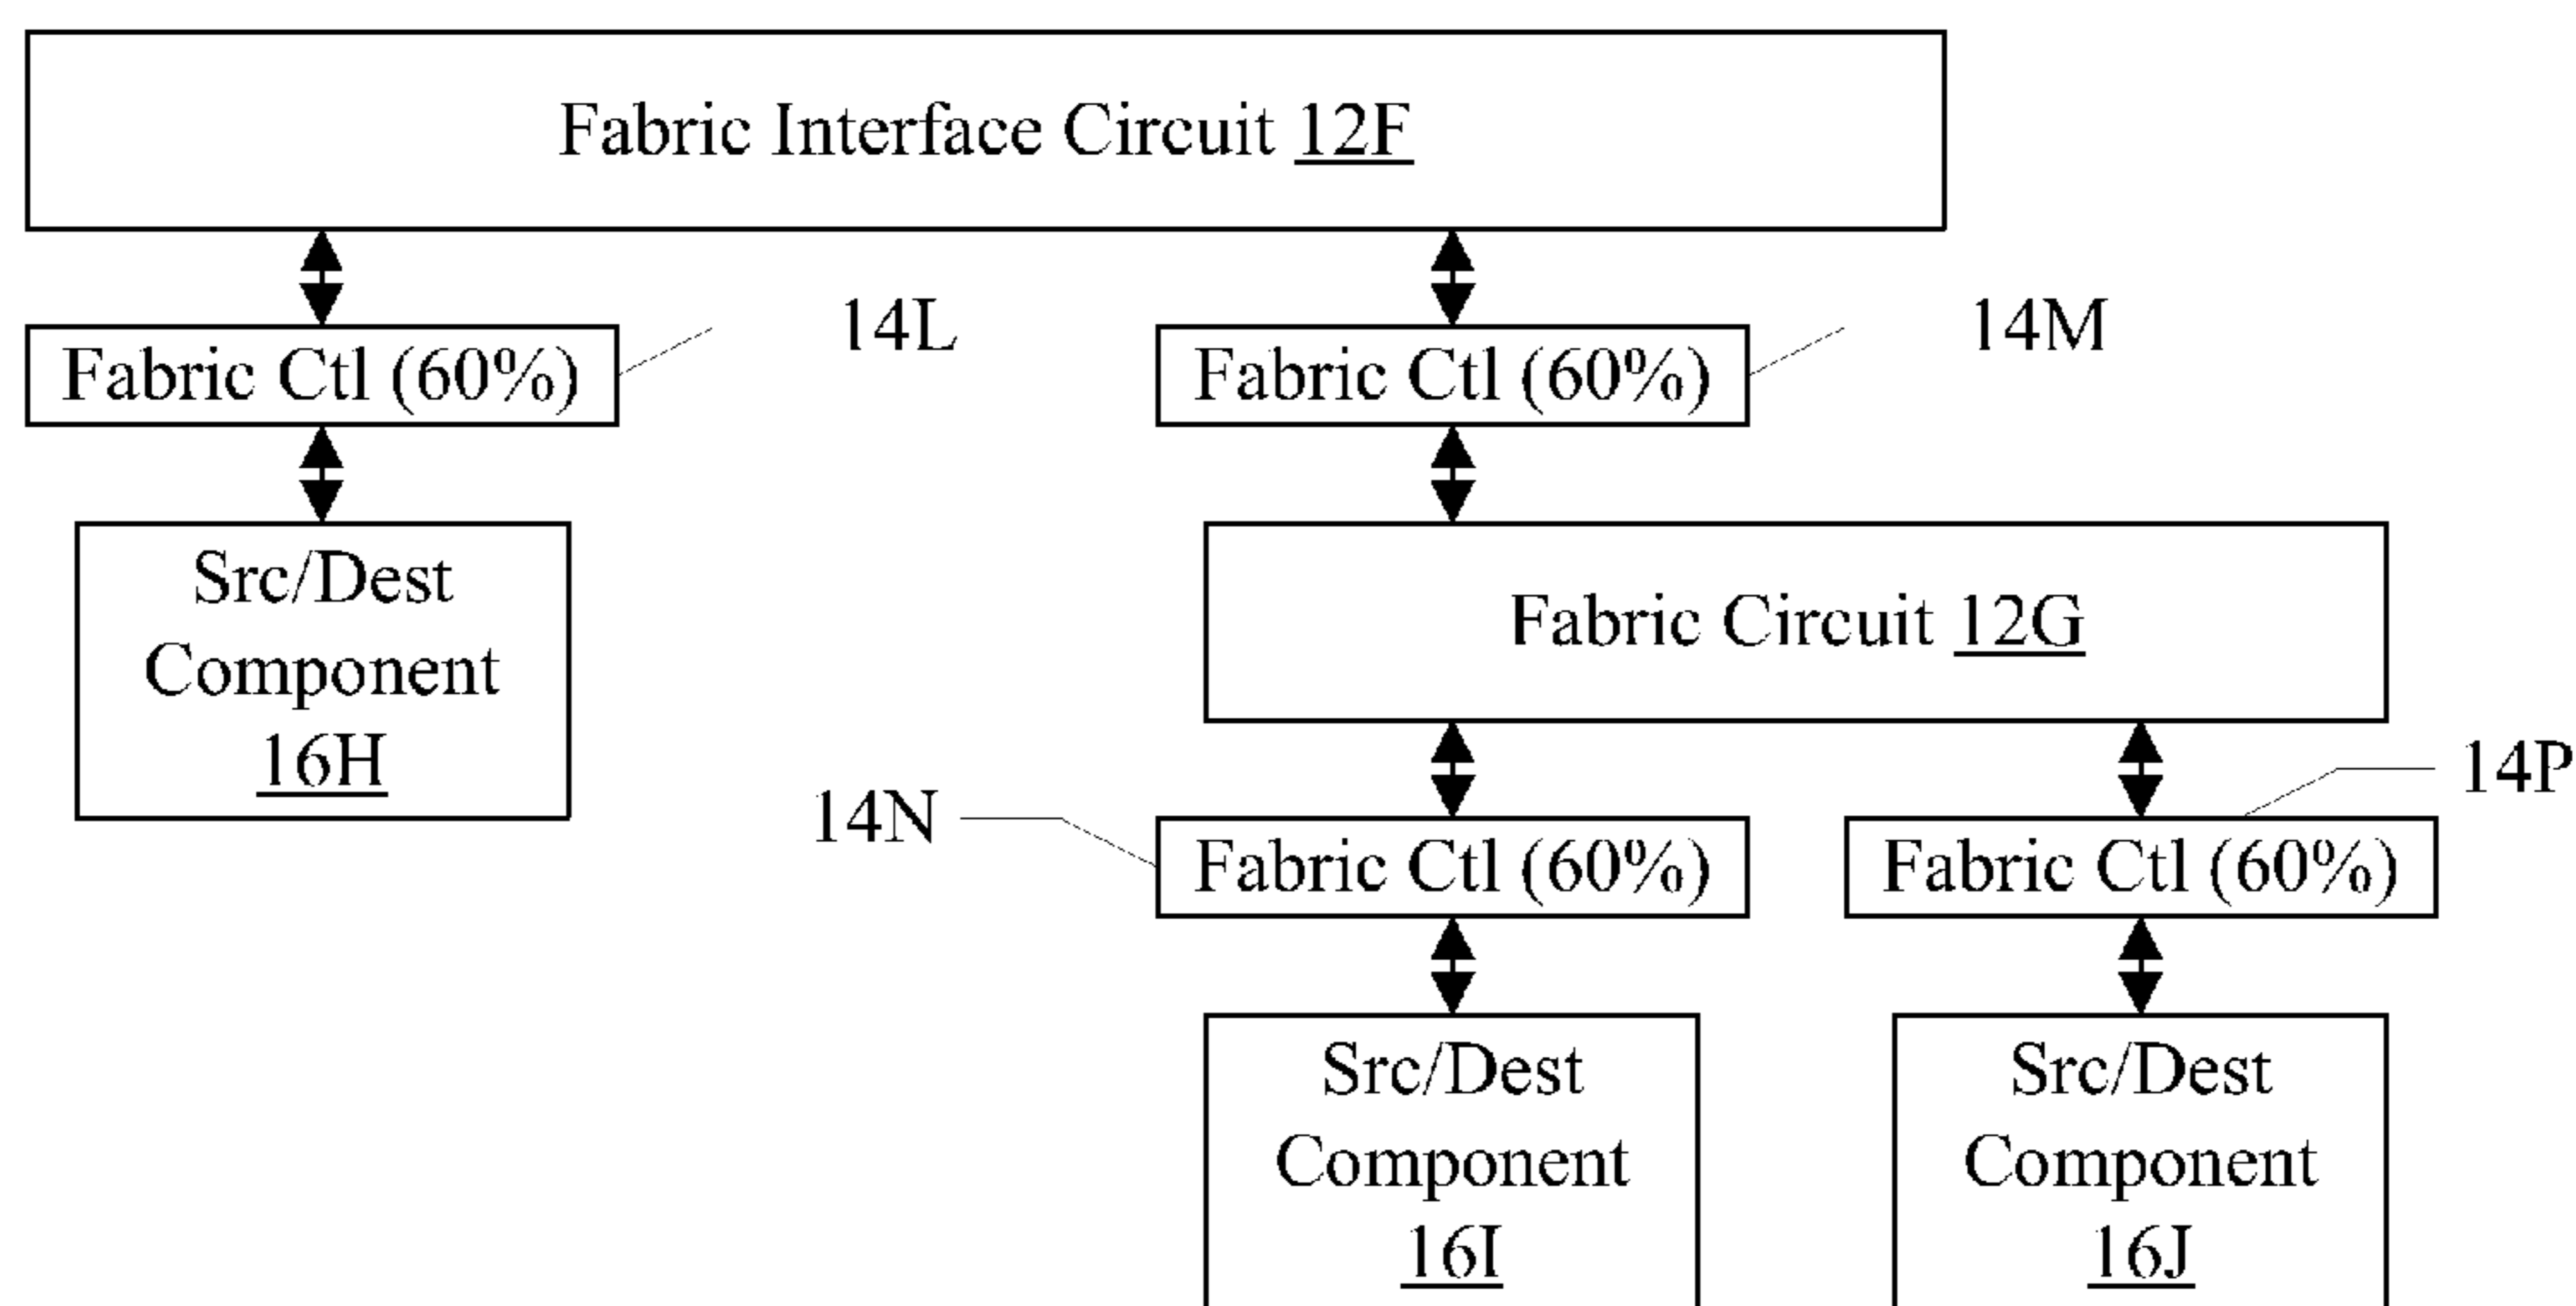 Fabric Interface Circuit 12F
14L
14M
Fabric Ctl (60%)
Fabric Ctl (60%)
Src/Dest
Component
16H
Fabric Circuit 12G
14N
14P
Fabric Ctl (60%)
Fabric Ctl (60%)
Src/Dest
Component
16I
Src/Dest
Component
16J